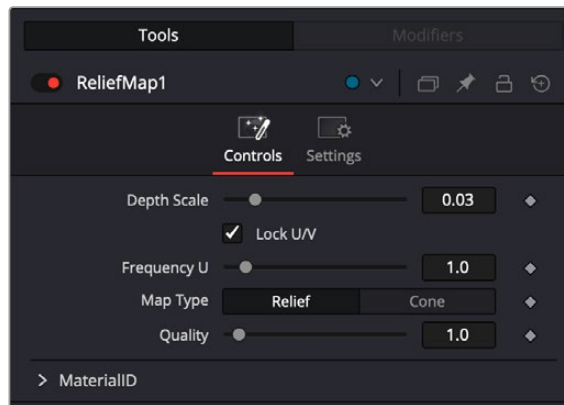 Tools Modifiers
ReliefMap1
Controls Settings
Depth Scale 0.03
Lock U/V
Frequency U 1.0
Map Type Relief Cone
Quality 1.0
> MaterialID